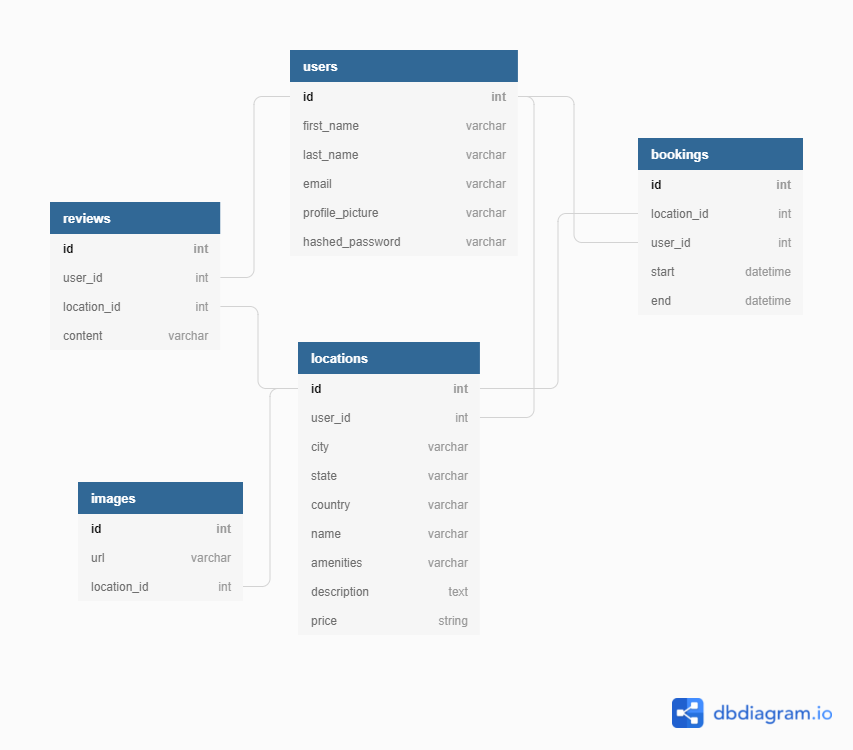 users
id int
first_name varchar
last_name varchar
email varchar
profile_picture varchar
hashed_password varchar
bookings
id int
location_id int
user_id int
start datetime
end datetime
reviews
id int
user_id int
location_id int
content varchar
locations
id int
user_id int
city varchar
state varchar
country varchar
name varchar
amenities varchar
description text
price string
images
id int
url varchar
location_id int
dbdiagram.io